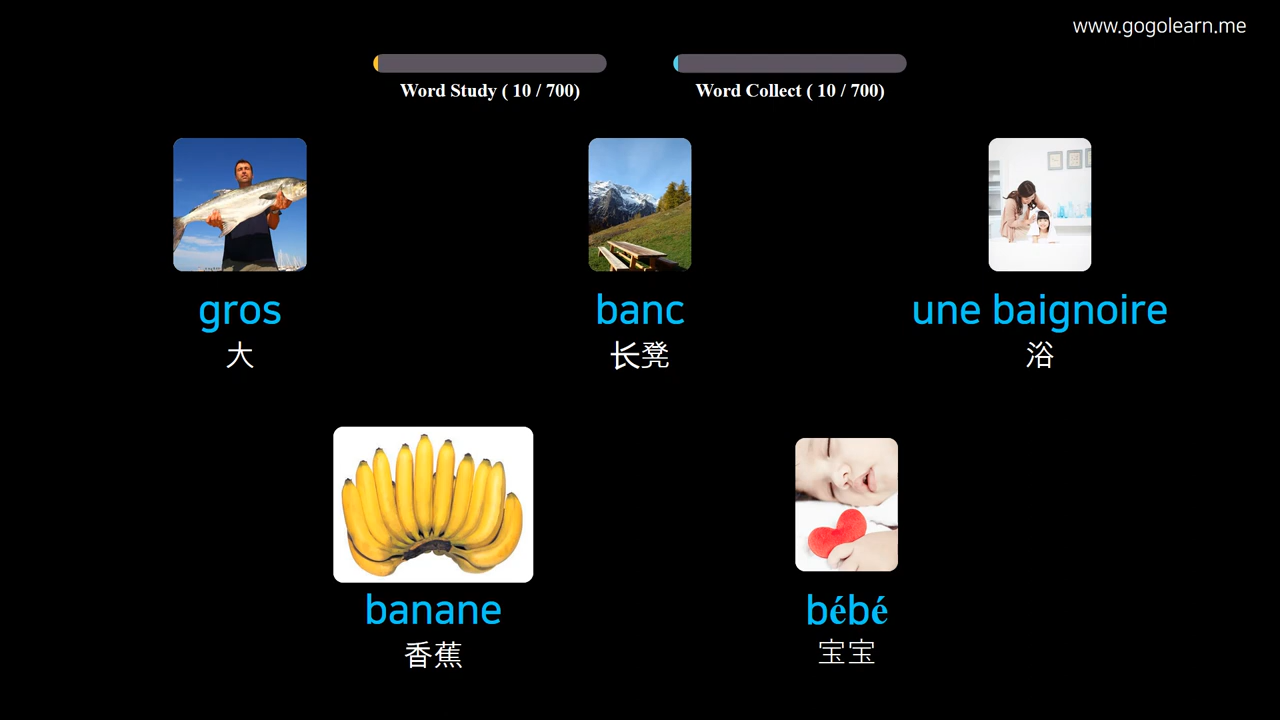 www.gogolearn.me
Word Study ( 10 / 700)
Word Collect ( 10 / 700)
gros
大
banc
长凳
une baignoire
浴
banane
香蕉
bébé
宝宝